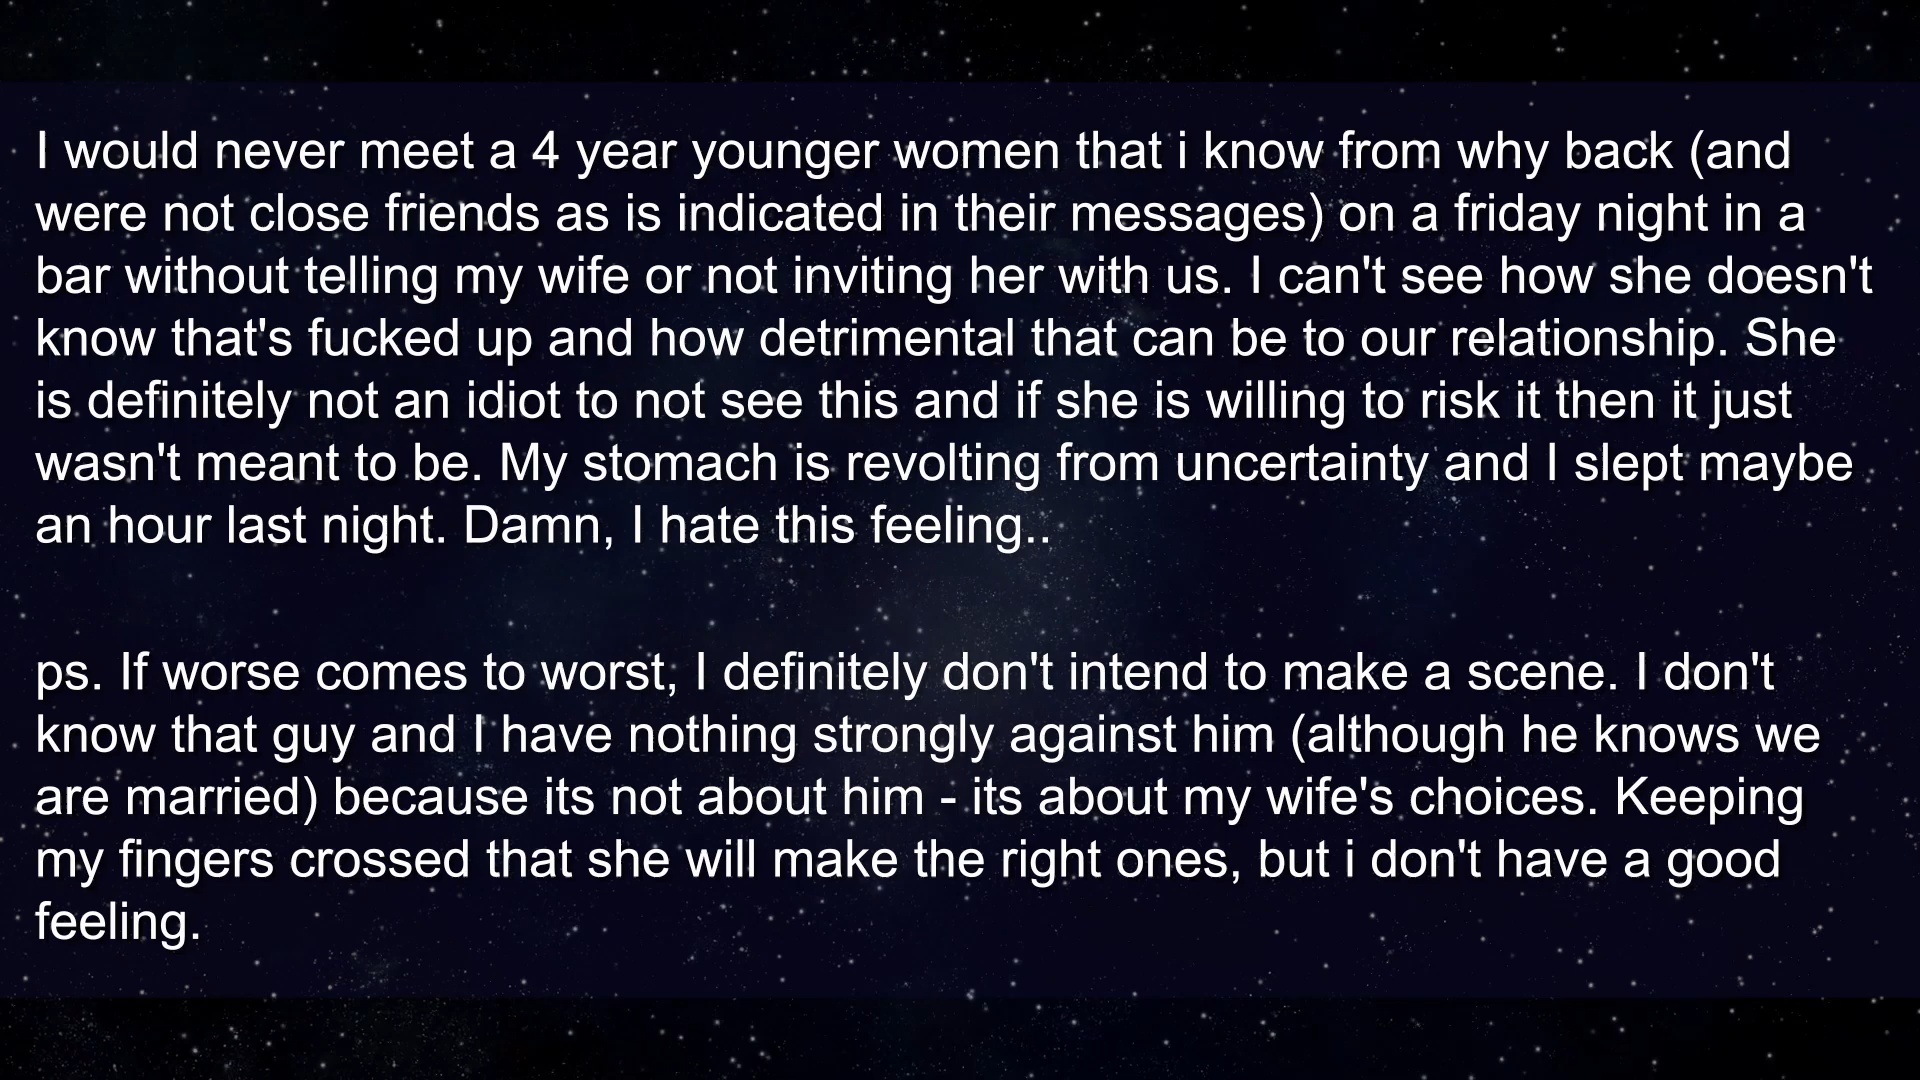 I would never meet a 4 year younger women that i know from why back (and
were not close friends as is indicated in their messages) on a friday night in a
bar without telling my wife or not inviting her with us. I can't see how she doesn't
know that's fucked up and how detrimental that can be to our relationship. She
is definitely not an idiot to not see this and if she is willing to risk it then it just
wasn't meant to be. My stomach is revolting from uncertainty and I slept maybe
an hour last night. Damn, I hate this feeling..
ps. If worse comes to worst, I definitely don't intend to make a scene. I don't
know that guy and I have nothing strongly against him (although he knows we
are married) because its not about him - its about my wife's choices. Keeping
my fingers crossed that she will make the right ones, but i don't have a good
feeling.